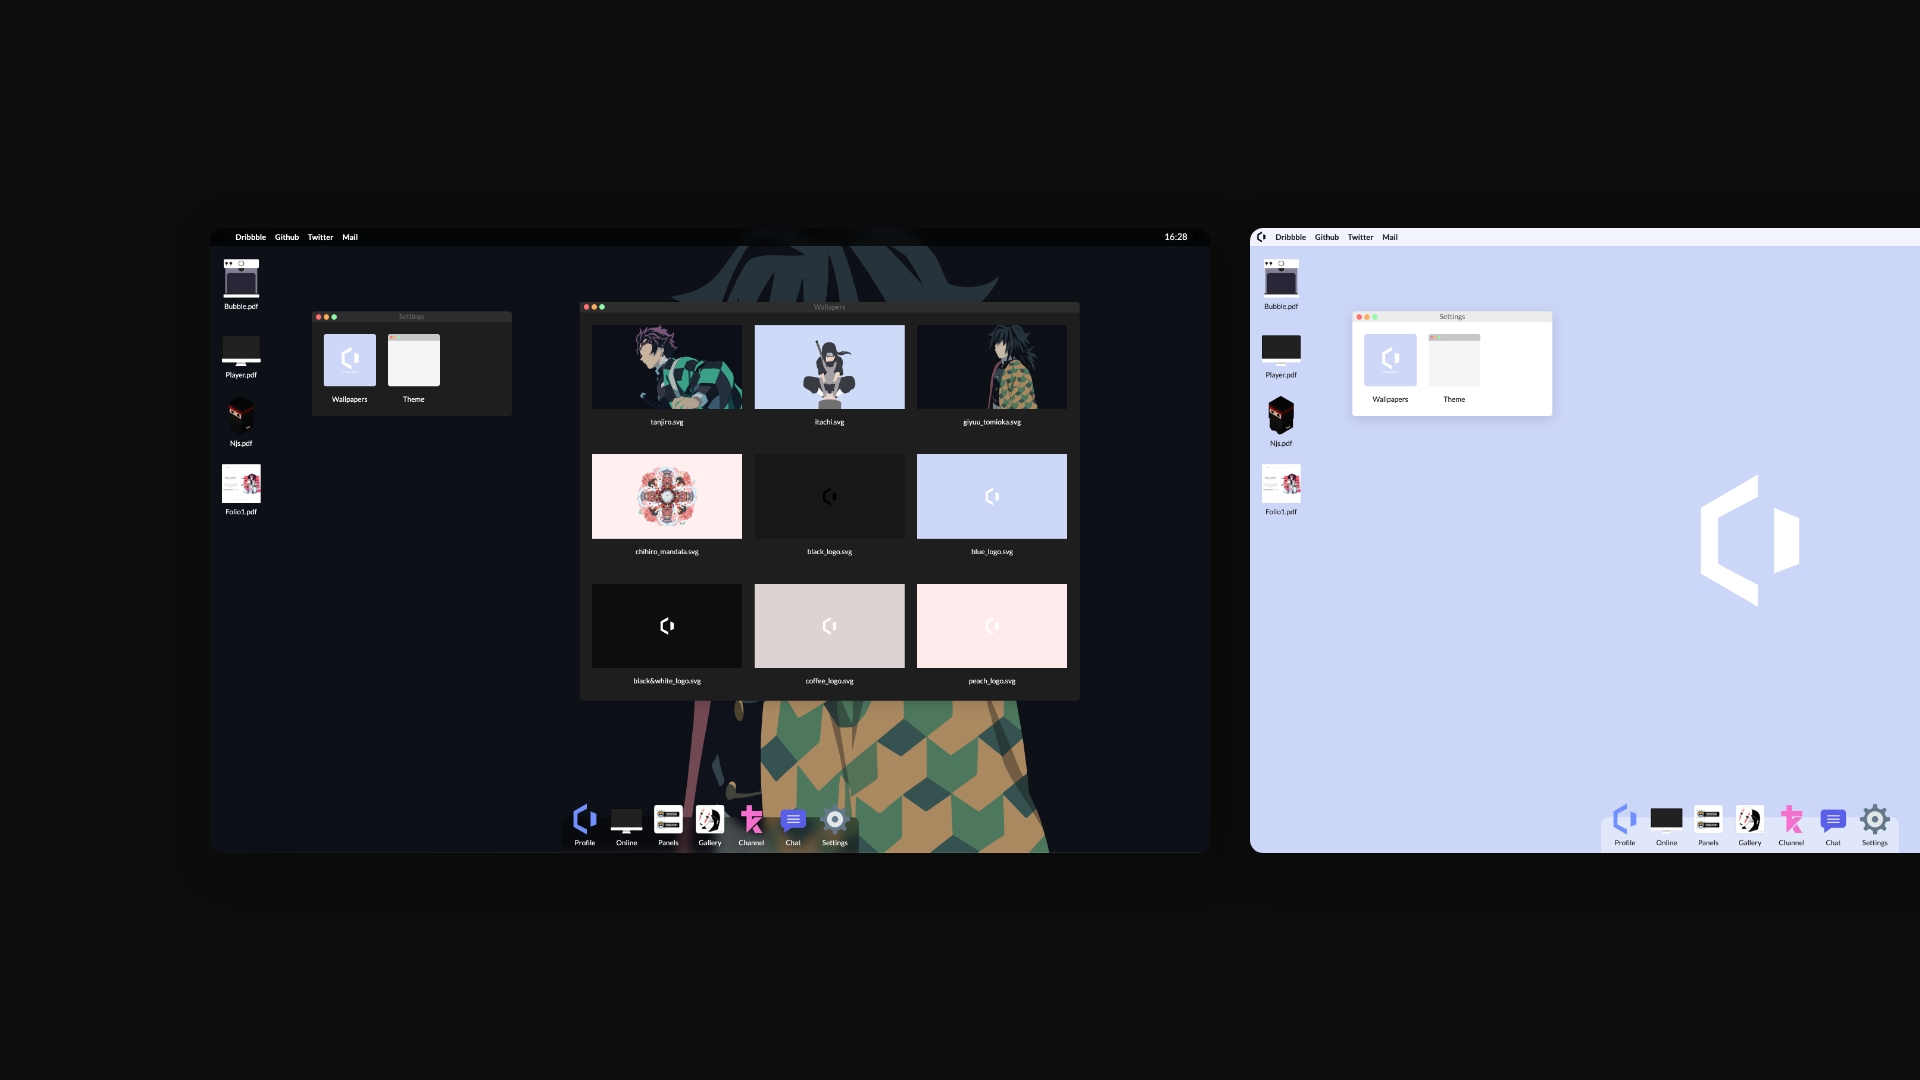 Dribbble Github Twitter Mail 16:28
Bubble.pdf
Player.pdf
Njs.pdf
Folio1.pdf
Settings
Wallpapers Theme
Wallapers
tanjiro.svg itachi.svg giyuu_tomioka.svg
chihiro_mandala.svg black_logo.svg blue_logo.svg
black&white_logo.svg coffee_logo.svg peach_logo.svg
Profile Online Panels Gallery Channel Chat Settings
Dribbble Github Twitter Mail
Bubble.pdf
Player.pdf
Njs.pdf
Folio1.pdf
Settings
Wallpapers Theme
Profile Online Panels Gallery Channel Chat Settings